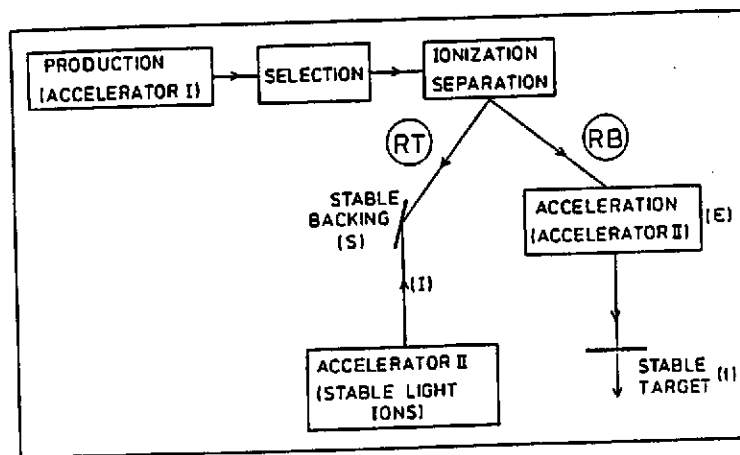 PRODUCTION
(ACCELERATOR I)
SELECTION
IONIZATION
SEPARATION
RT
RB
STABLE
BACKING
(S)
ACCELERATION
(ACCELERATOR II)
(E)
(I)
ACCELERATOR II
(STABLE LIGHT
IONS)
STABLE
TARGET